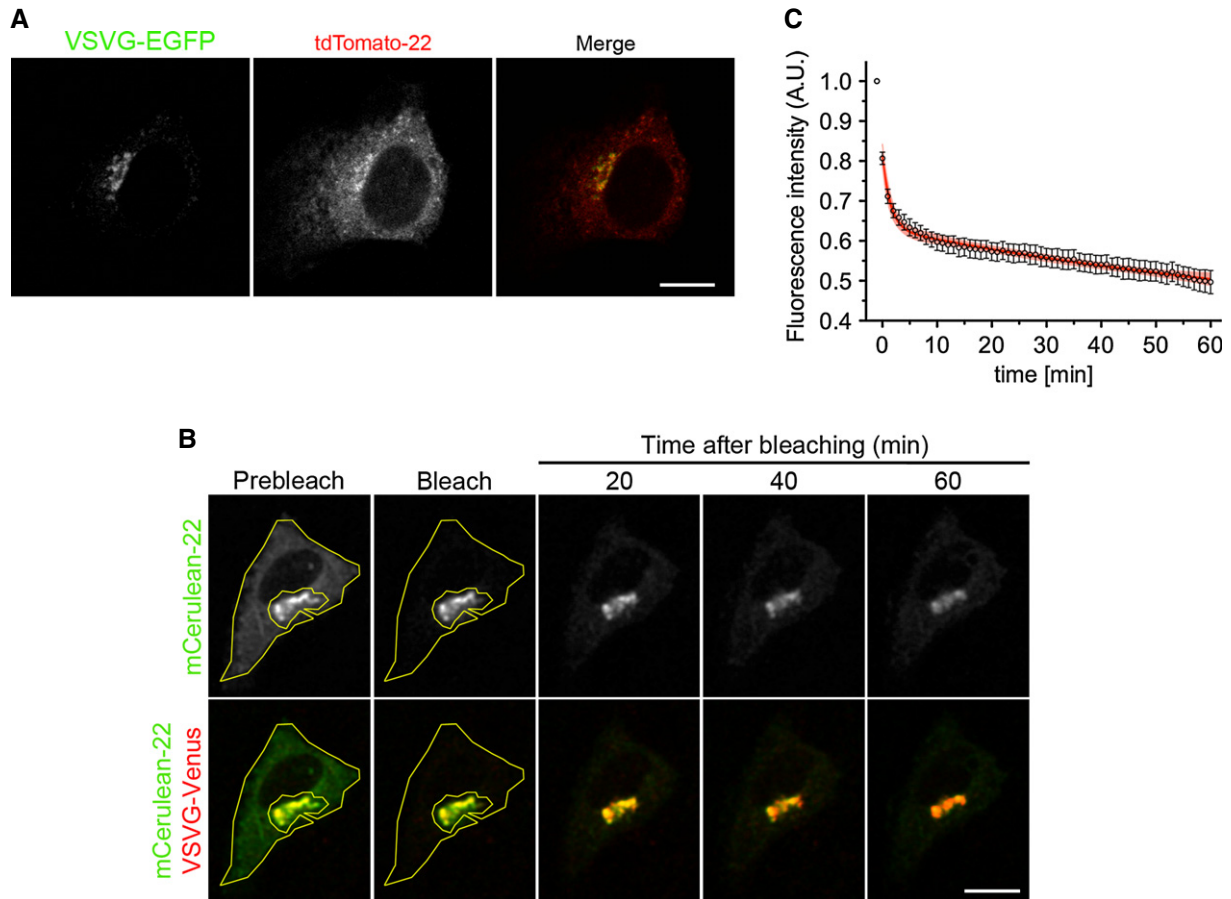 A
VSVG-EGFP tdTomato-22 Merge
C
Fluorescence intensity (A.U.)
1.0
0.9
0.8
0.7
0.6
0.5
0.4
0 10 20 30 40 50 60
time [min]
B
Time after bleaching (min)
Prebleach Bleach 20 40 60
mCerulean-22
mCerulean-22
VSVG-Venus